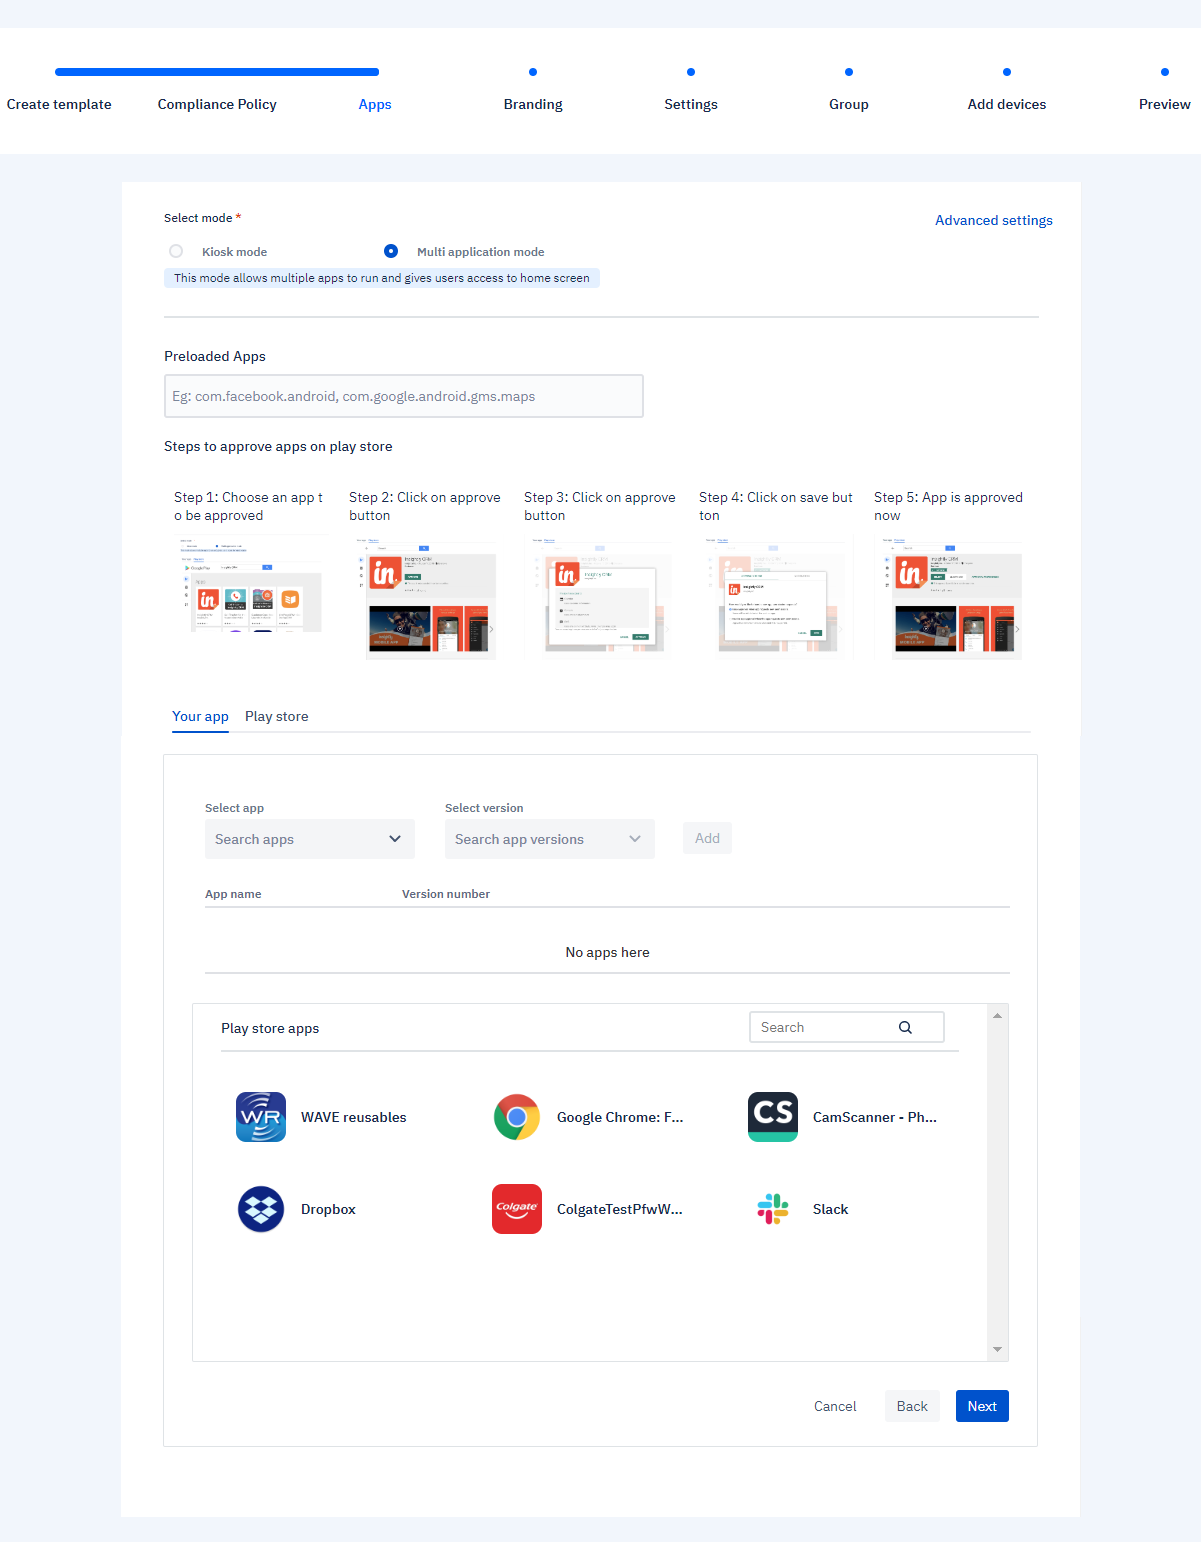 Create template
Compliance Policy
Apps
Branding
Settings
Group
Add devices
Preview
Select mode *
Advanced settings
Kiosk mode
Multi application mode
This mode allows multiple apps to run and gives users access to home screen
Preloaded Apps
Eg: com.facebook.android, com.google.android.gms.maps
Steps to approve apps on play store
Step 1: Choose an app t
o be approved
Step 2: Click on approve
button
Step 3: Click on approve
button
Step 4: Click on save but
ton
Step 5: App is approved
now
Your app
Play store
Select app
Select version
Search apps
Search app versions
Add
App name
Version number
No apps here
Play store apps
Search
WR
WAVE reusables
Google Chrome: F...
CS
CamScanner - Ph...
Dropbox
Colgate
ColgateTestPfwW...
Slack
Cancel
Back
Next